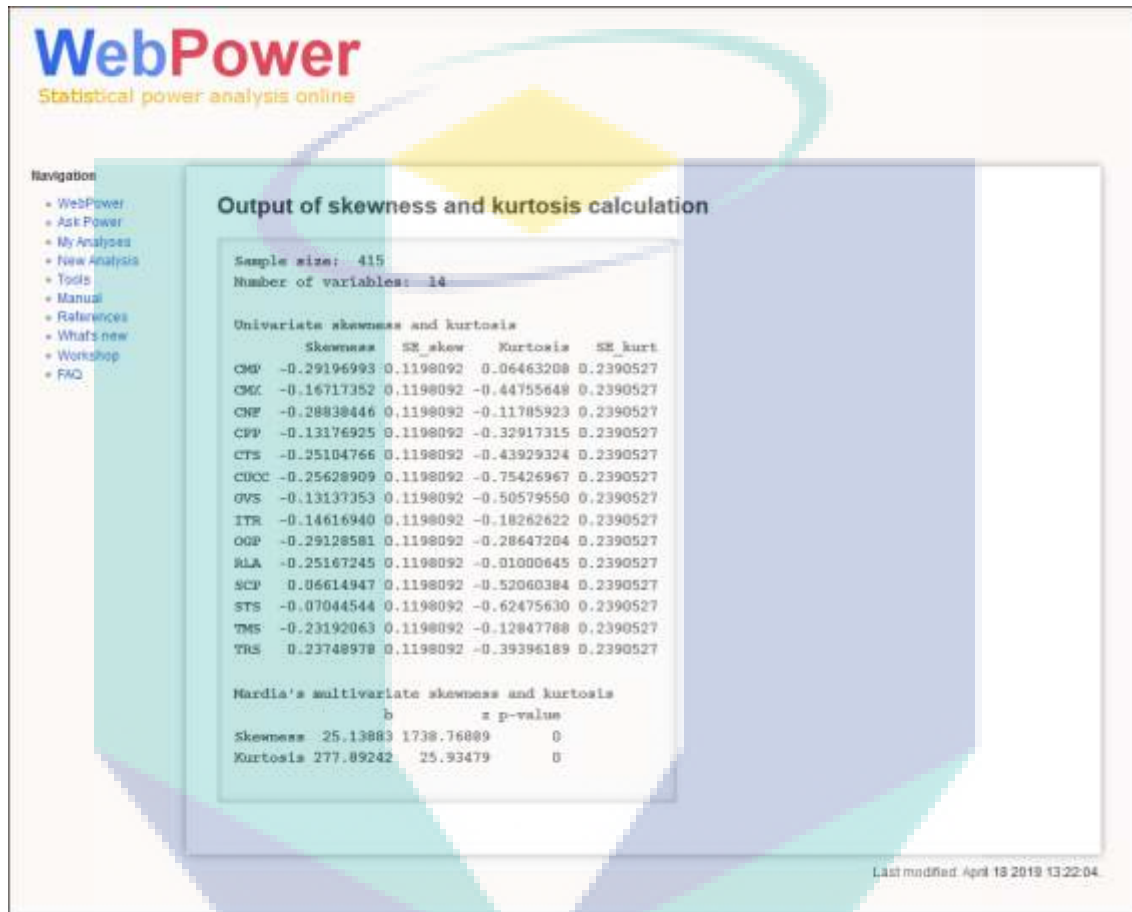 WebPower
Statistical power analysis online
Navigation
WebPower
Ask Power
My Analyses
New Analysis
Tools
Manual
References
What's new
Workshop
FAQ
Output of skewness and kurtosis calculation
Sample size: 415
Number of variables: 14
Univariate skewness and kurtosis
Skewness SE_skew Kurtosis SE_kurt
CMP -0.29196993 0.1198092 0.06463208 0.2390527
CMX -0.16717352 0.1198092 -0.44755648 0.2390527
CNF -0.28838446 0.1198092 -0.11785923 0.2390527
CPP -0.13176925 0.1198092 -0.32917315 0.2390527
CTS -0.25104766 0.1198092 -0.43929324 0.2390527
CUCC -0.25628909 0.1198092 -0.75426967 0.2390527
GVS -0.13137353 0.1198092 -0.50579550 0.2390527
ITR -0.14616940 0.1198092 -0.18262622 0.2390527
OGP -0.29128581 0.1198092 -0.28647204 0.2390527
RLA -0.25167245 0.1198092 -0.01000645 0.2390527
SCP 0.06614947 0.1198092 -0.52060384 0.2390527
STS -0.07044544 0.1198092 -0.62475630 0.2390527
TMS -0.23192063 0.1198092 -0.12847788 0.2390527
TRS 0.23748978 0.1198092 -0.39396189 0.2390527
Mardia's multivariate skewness and kurtosis
b z p-value
Skewness 25.13883 1738.76889 0
Kurtosis 277.89242 25.93479 0
Last modified: April 18 2019 13:22:04.